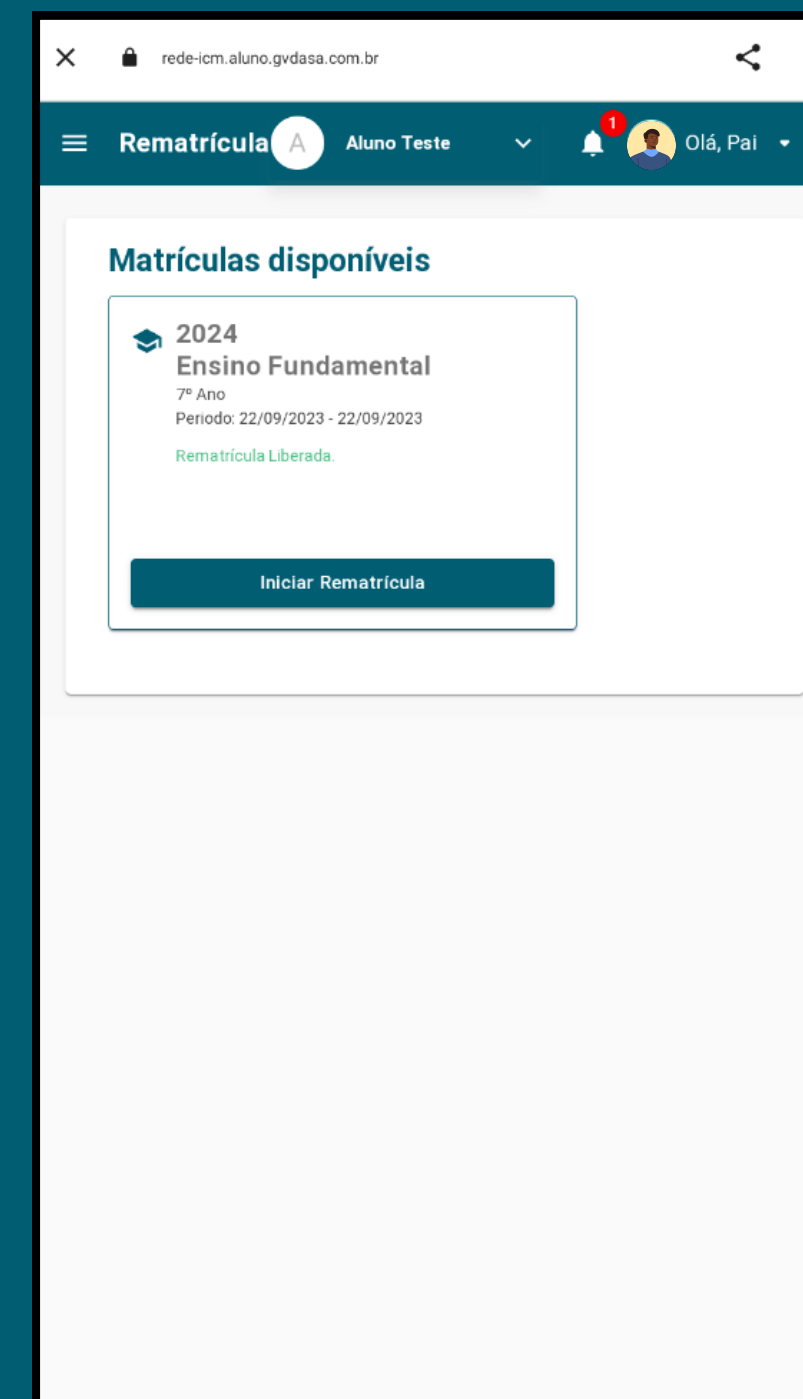 rede-icm.aluno.gvdasa.com.br
Rematrícula A Aluno Teste 1 Olá, Pai
Matrículas disponíveis
2024
Ensino Fundamental
7º Ano
Periodo: 22/09/2023 - 22/09/2023
Rematrícula Liberada.
Iniciar Rematrícula